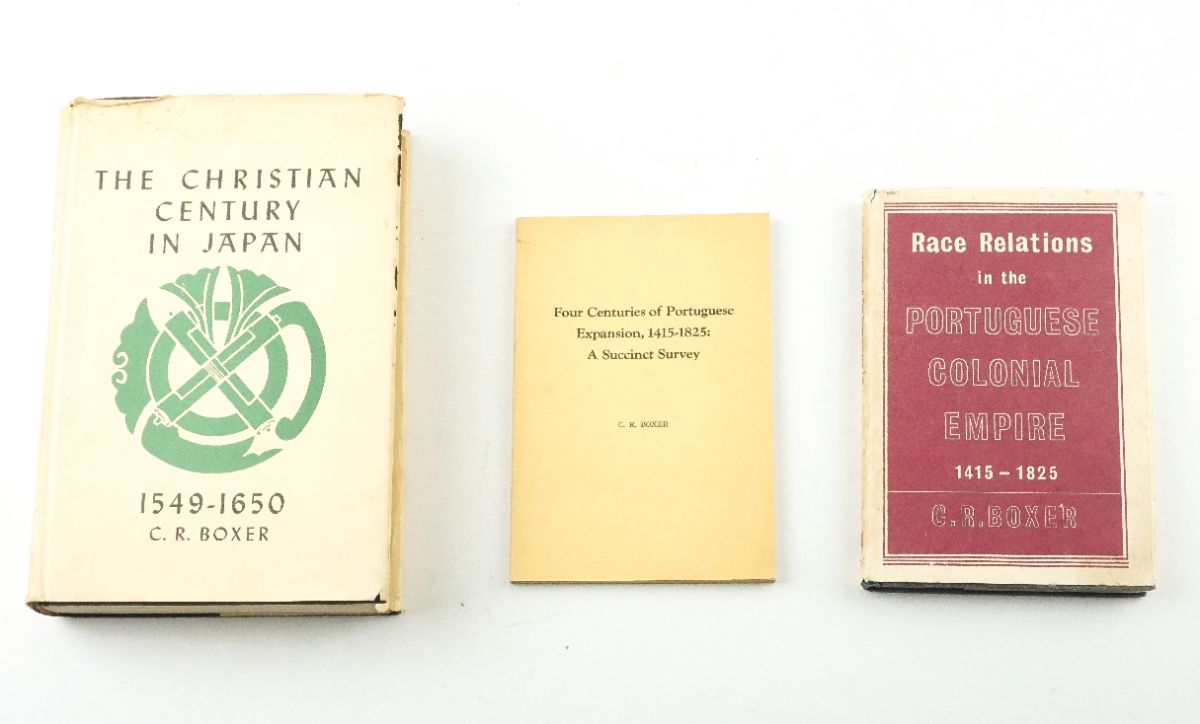 THE CHRISTIAN
CENTURY
IN JAPAN
1549-1650
C. R. BOXER
Four Centuries of Portuguese
Expansion, 1415-1825:
A Succinct Survey
C. R. BOXER
Race Relations
in the
PORTUGUESE
COLONIAL
EMPIRE
1415-1825
C.R.BOXER